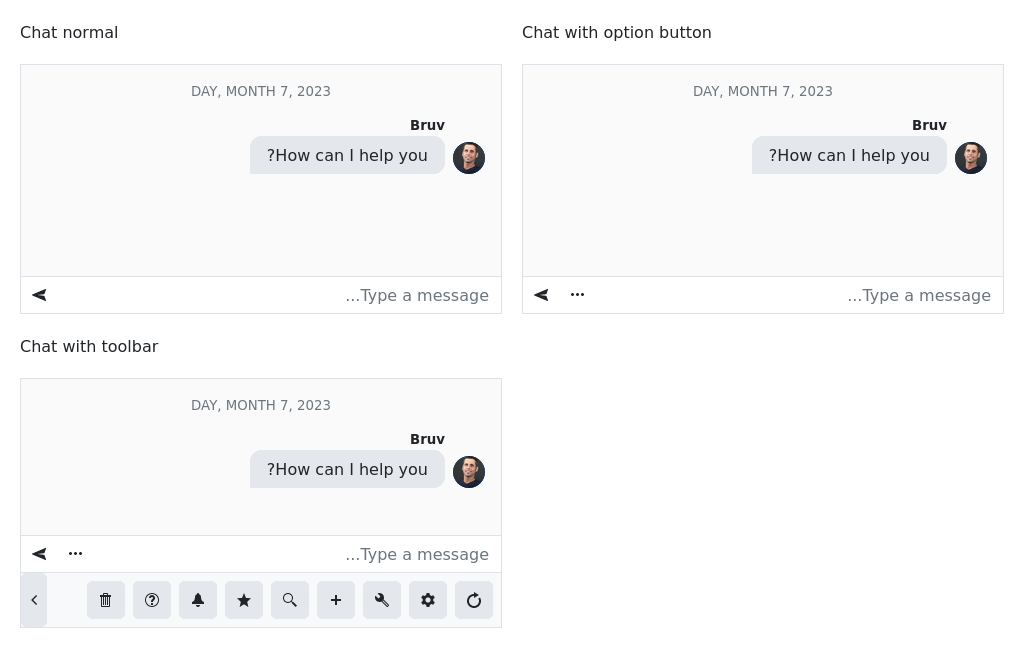 Chat normal
DAY, MONTH 7, 2023
Bruv
?How can I help you
...Type a message
Chat with option button
DAY, MONTH 7, 2023
Bruv
?How can I help you
...Type a message
Chat with toolbar
DAY, MONTH 7, 2023
Bruv
?How can I help you
...Type a message